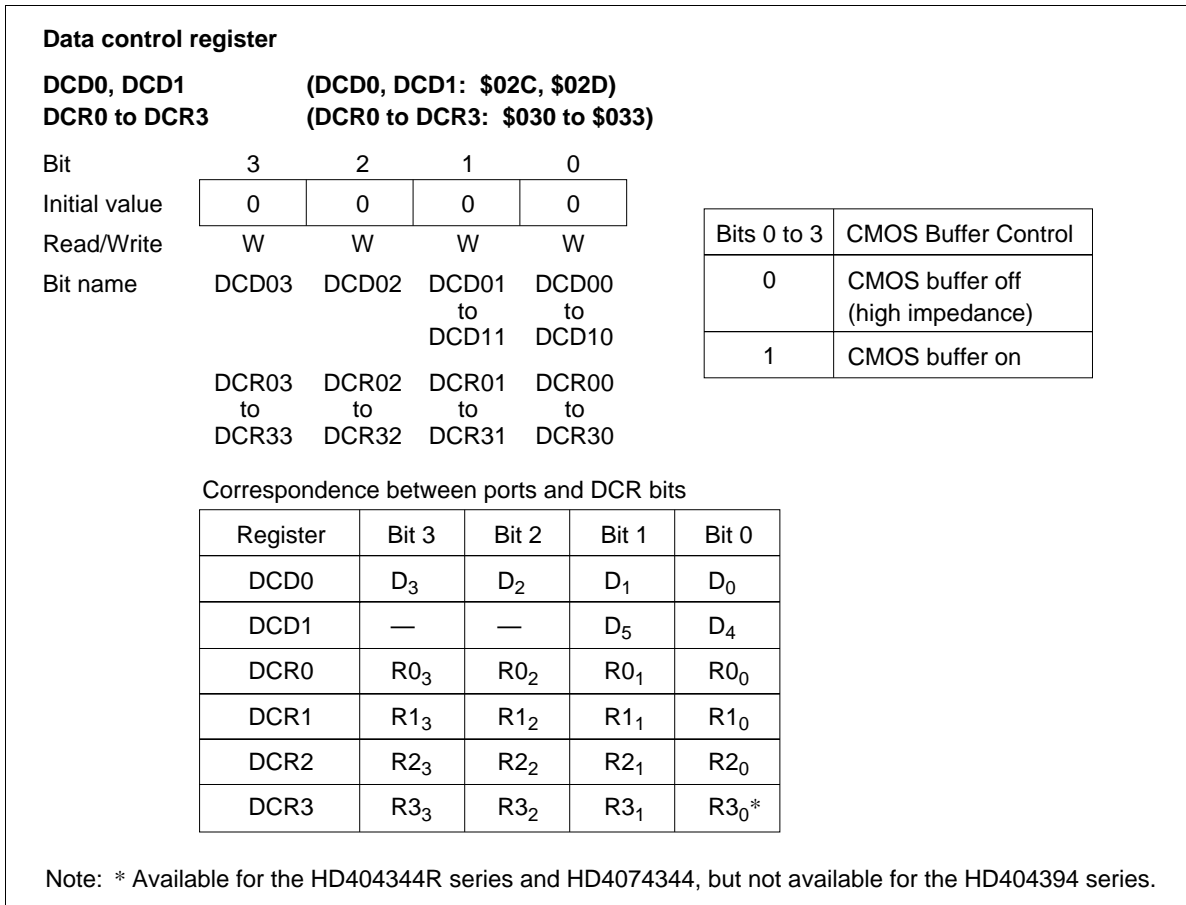 Data control register
DCD0, DCD1 (DCD0, DCD1: $02C, $02D)
DCR0 to DCR3 (DCR0 to DCR3: $030 to $033)
Bit 3 2 1 0
Initial value 0 0 0 0
Read/Write W W W W
Bit name DCD03 DCD02 DCD01 DCD00
to to
DCD11 DCD10
DCR03 DCR02 DCR01 DCR00
to to to to
DCR33 DCR32 DCR31 DCR30
Bits 0 to 3 CMOS Buffer Control
0 CMOS buffer off
(high impedance)
1 CMOS buffer on
Correspondence between ports and DCR bits
Register Bit 3 Bit 2 Bit 1 Bit 0
DCD0 D₃ D₂ D₁ D₀
DCD1 — — D₅ D₄
DCR0 R0₃ R0₂ R0₁ R0₀
DCR1 R1₃ R1₂ R1₁ R1₀
DCR2 R2₃ R2₂ R2₁ R2₀
DCR3 R3₃ R3₂ R3₁ R3₀*
Note: * Available for the HD404344R series and HD4074344, but not available for the HD404394 series.